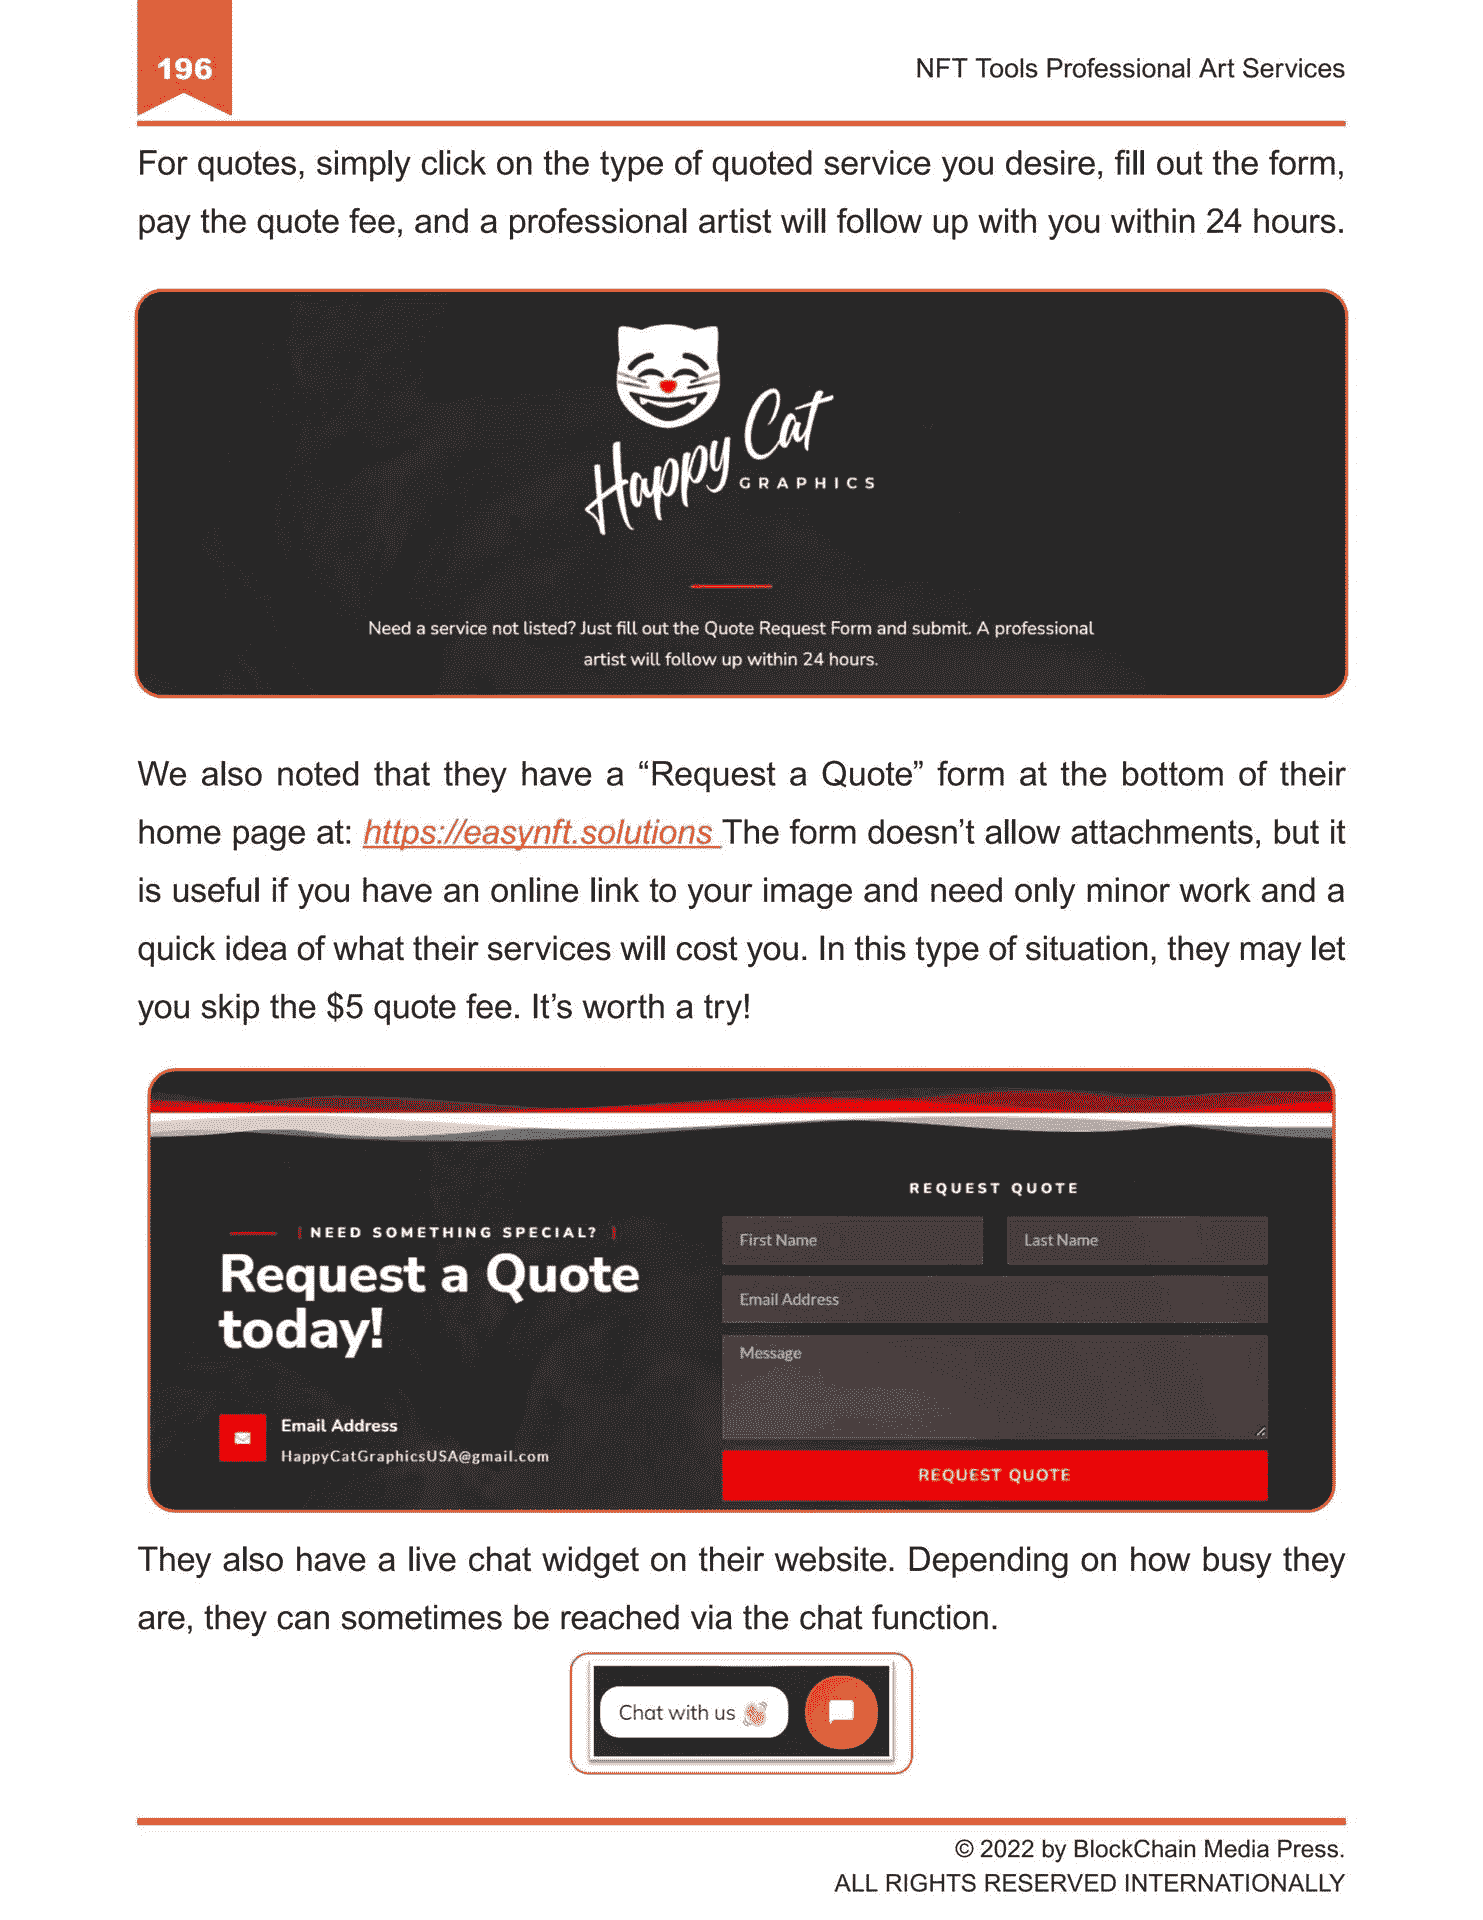 196
NFT Tools Professional Art Services
For quotes, simply click on the type of quoted service you desire, fill out the form,
pay the quote fee, and a professional artist will follow up with you within 24 hours.
Happy Cat
GRAPHICS
Need a service not listed? Just fill out the Quote Request Form and submit. A professional
artist will follow up within 24 hours.
We also noted that they have a “Request a Quote” form at the bottom of their
home page at: https://easynft.solutions The form doesn’t allow attachments, but it
is useful if you have an online link to your image and need only minor work and a
quick idea of what their services will cost you. In this type of situation, they may let
you skip the $5 quote fee. It’s worth a try!
NEED SOMETHING SPECIAL?
Request a Quote
today!
Email Address
HappyCatGraphicsUSA@gmail.com
REQUEST QUOTE
First Name
Last Name
Email Address
Message
REQUEST QUOTE
They also have a live chat widget on their website. Depending on how busy they
are, they can sometimes be reached via the chat function.
Chat with us 👋
© 2022 by BlockChain Media Press.
ALL RIGHTS RESERVED INTERNATIONALLY